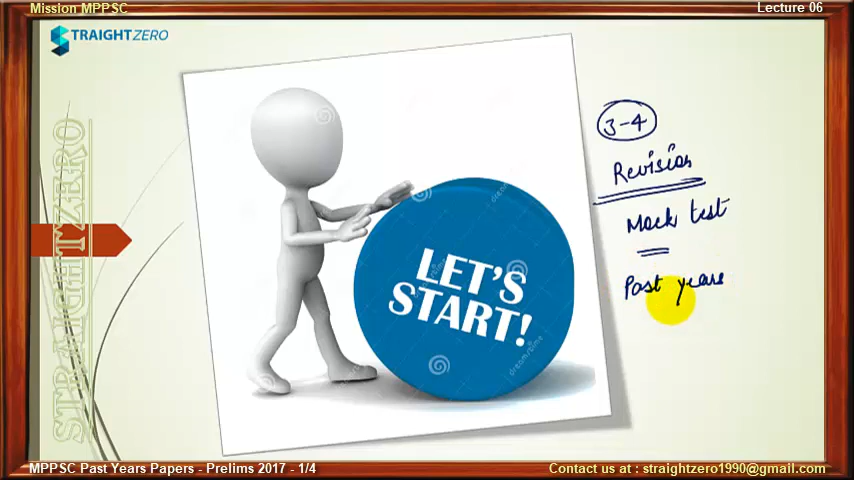 Mission MPPSC
Lecture 06
STRAIGHTZERO
STRAIGHTZERO
3-4
Revision
Mock test
Past years
LET'S
START!
dreamstime
MPPSC Past Years Papers - Prelims 2017 - 1/4
Contact us at : straightzero1990@gmail.com